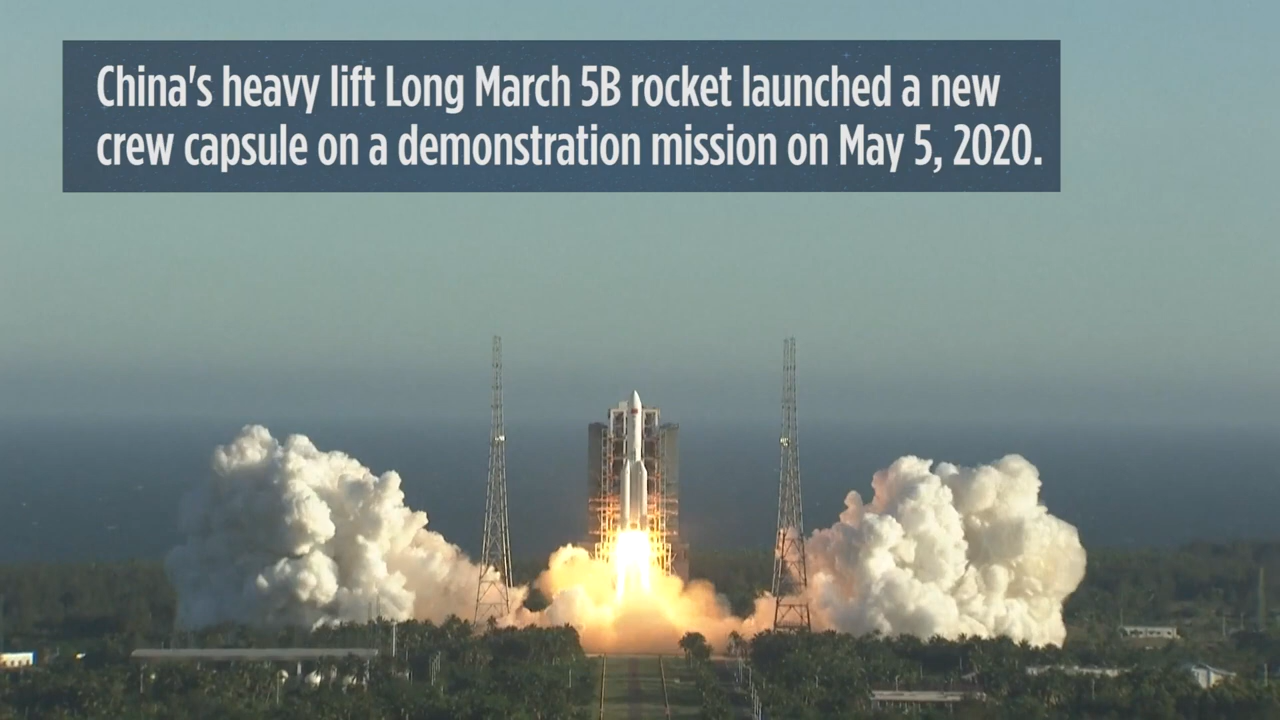 China's heavy lift Long March 5B rocket launched a new
crew capsule on a demonstration mission on May 5, 2020.